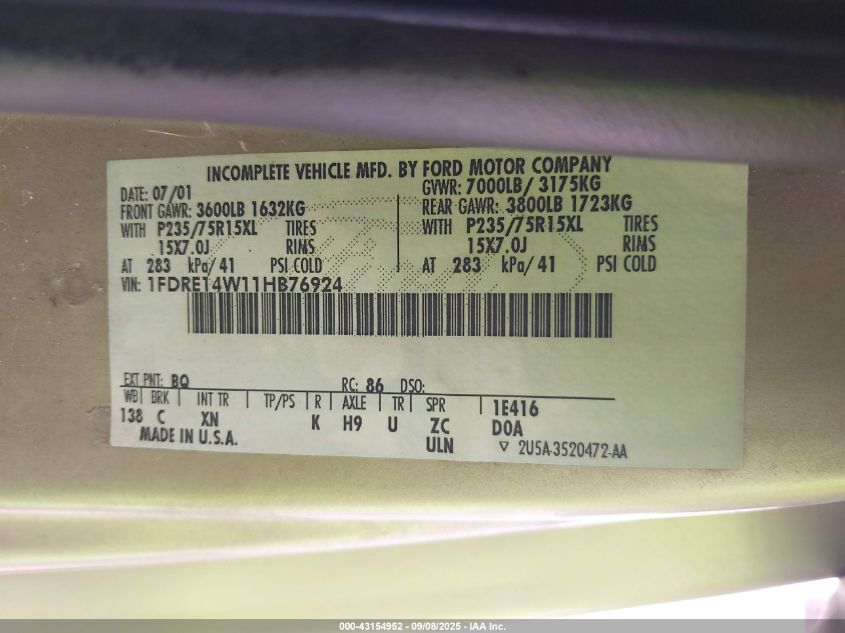 INCOMPLETE VEHICLE MFD. BY FORD MOTOR COMPANY
DATE: 07/01 GVWR: 7000LB/ 3175KG
FRONT GAWR: 3600LB 1632KG REAR GAWR: 3800LB 1723KG
WITH P235/75R15XL TIRES WITH P235/75R15XL TIRES
15X7.0J RIMS 15X7.0J RIMS
AT 283 kPa/ 41 PSI COLD AT 283 kPa/ 41 PSI COLD
VIN: 1FDRE14W11HB76924
EXT PNT: BQ RC: 86 DSO:
WB BRK INT TR TP/PS R AXLE TR SPR 1E416
138 C XN K H9 U ZC DOA
MADE IN U.S.A. ULN ▽ 2U5A-3520472-AA
000-43154952 - 09/08/2025 - IAA Inc.